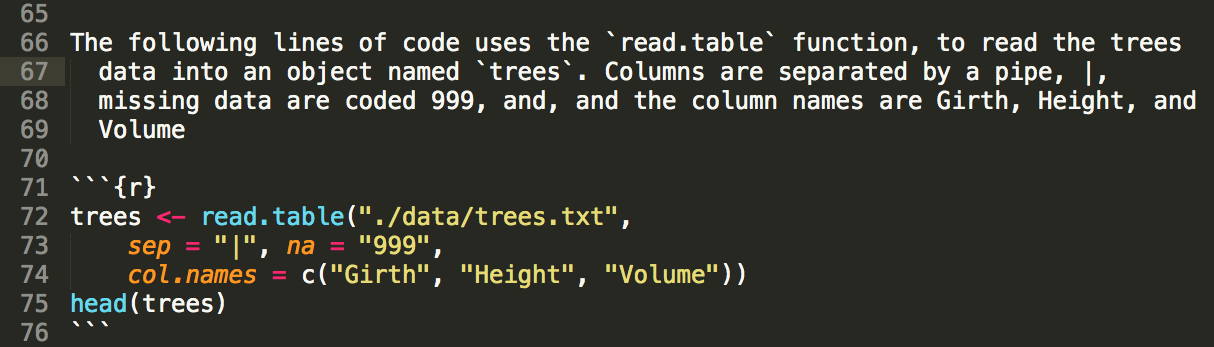 65
66 The following lines of code uses the `read.table` function, to read the trees
67 data into an object named `trees`. Columns are separated by a pipe, |,
68 missing data are coded 999, and, and the column names are Girth, Height, and
69 Volume
70
71 ```{r}
72 trees <- read.table("./data/trees.txt",
73 sep = "|", na = "999",
74 col.names = c("Girth", "Height", "Volume"))
75 head(trees)
76 ```